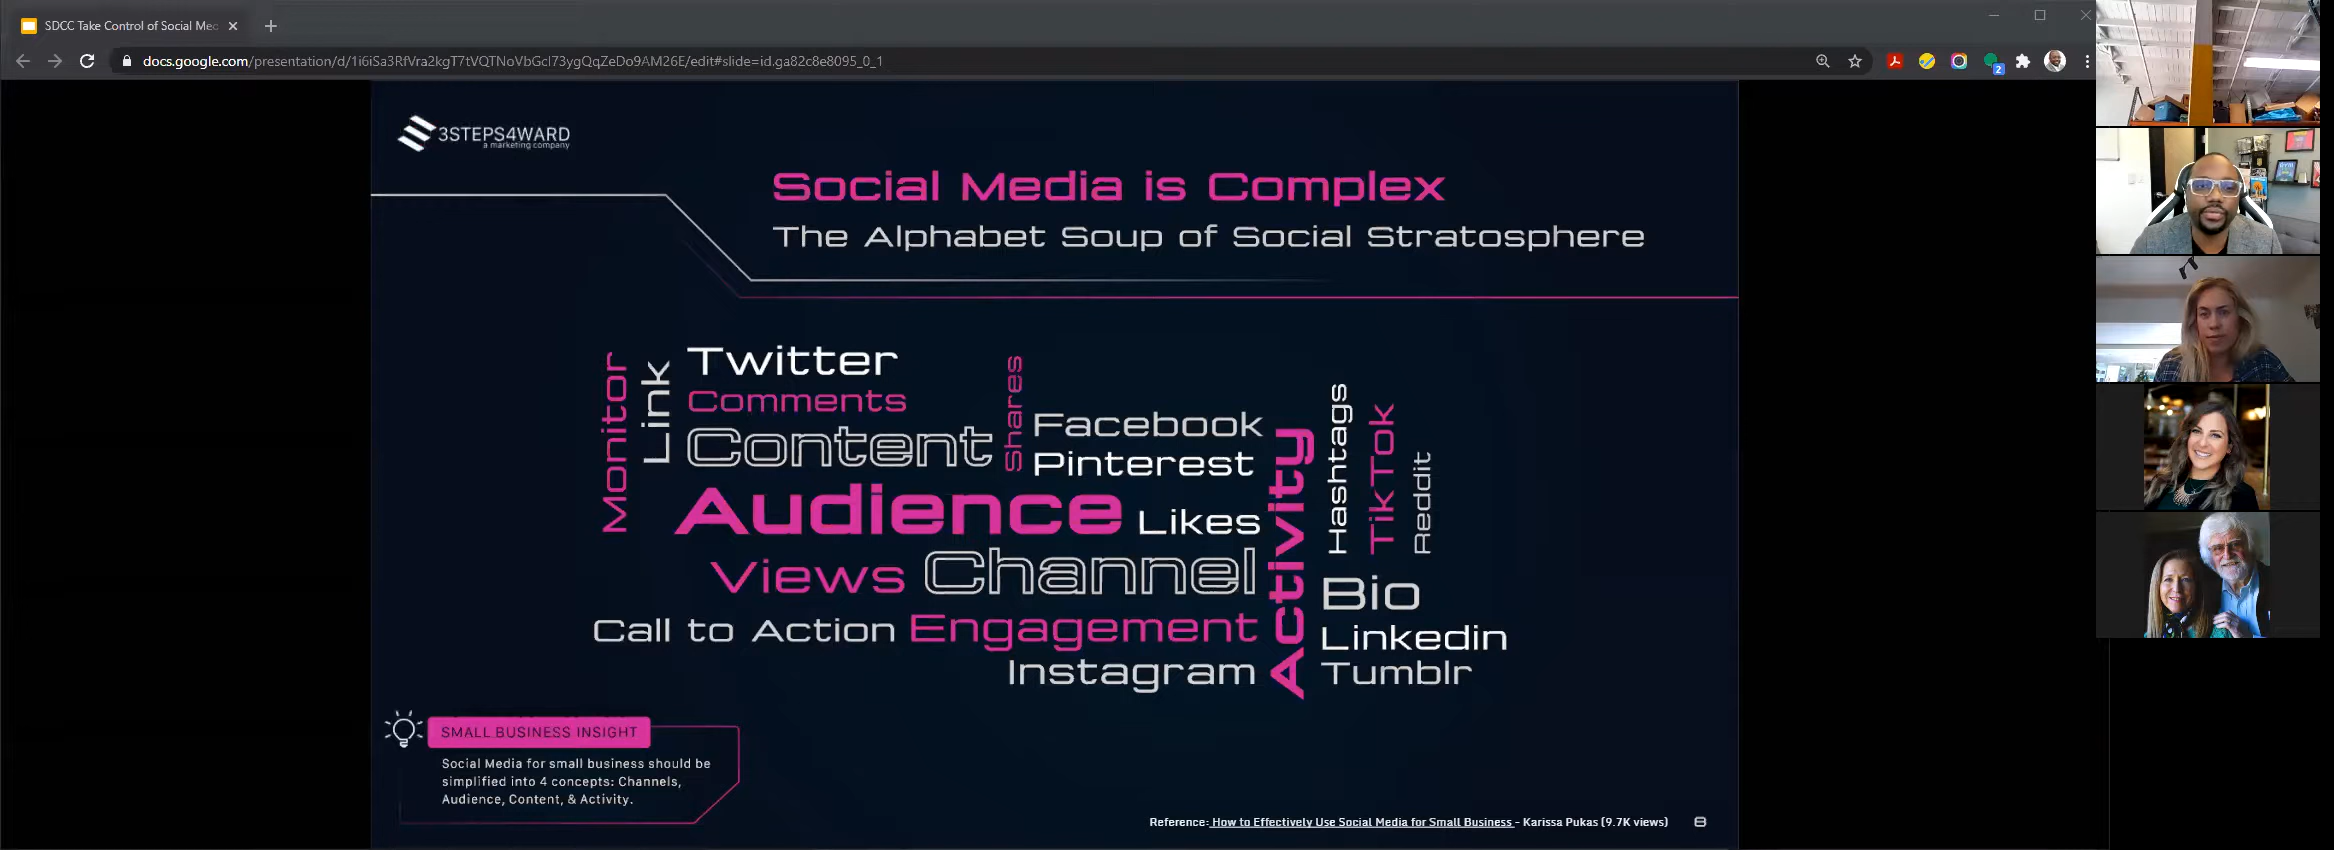 SDCC Take Control of Social Med
docs.google.com/presentation/d/1i6iSa3RfVra2kgT7tVQTNoVbGcl73ygQqZeDo9AM26E/edit#slide=id.ga82c8e8095_0_1
2
3STEPS4WARD
a marketing company
Social Media is Complex
The Alphabet Soup of Social Stratosphere
Monitor
Link
Twitter
Comments
Content
Shares
Facebook
Pinterest
Audience
Likes
Activity
Hashtags
TikTok
Reddit
Views
Channel
Bio
Call to Action
Engagement
Linkedin
Instagram
Tumblr
SMALL BUSINESS INSIGHT
Social Media for small business should be
simplified into 4 concepts: Channels,
Audience, Content, & Activity.
Reference: How to Effectively Use Social Media for Small Business - Karissa Pukas (9.7K views)